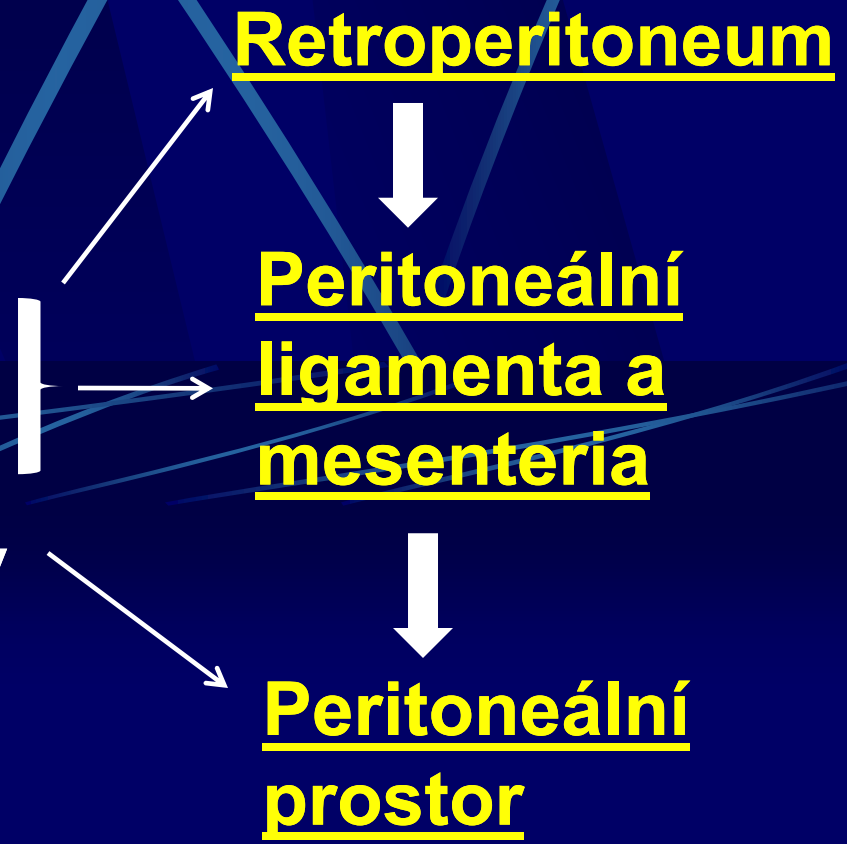 Retroperitoneum
Peritoneální
ligamenta a
mesenteria
Peritoneální
prostor